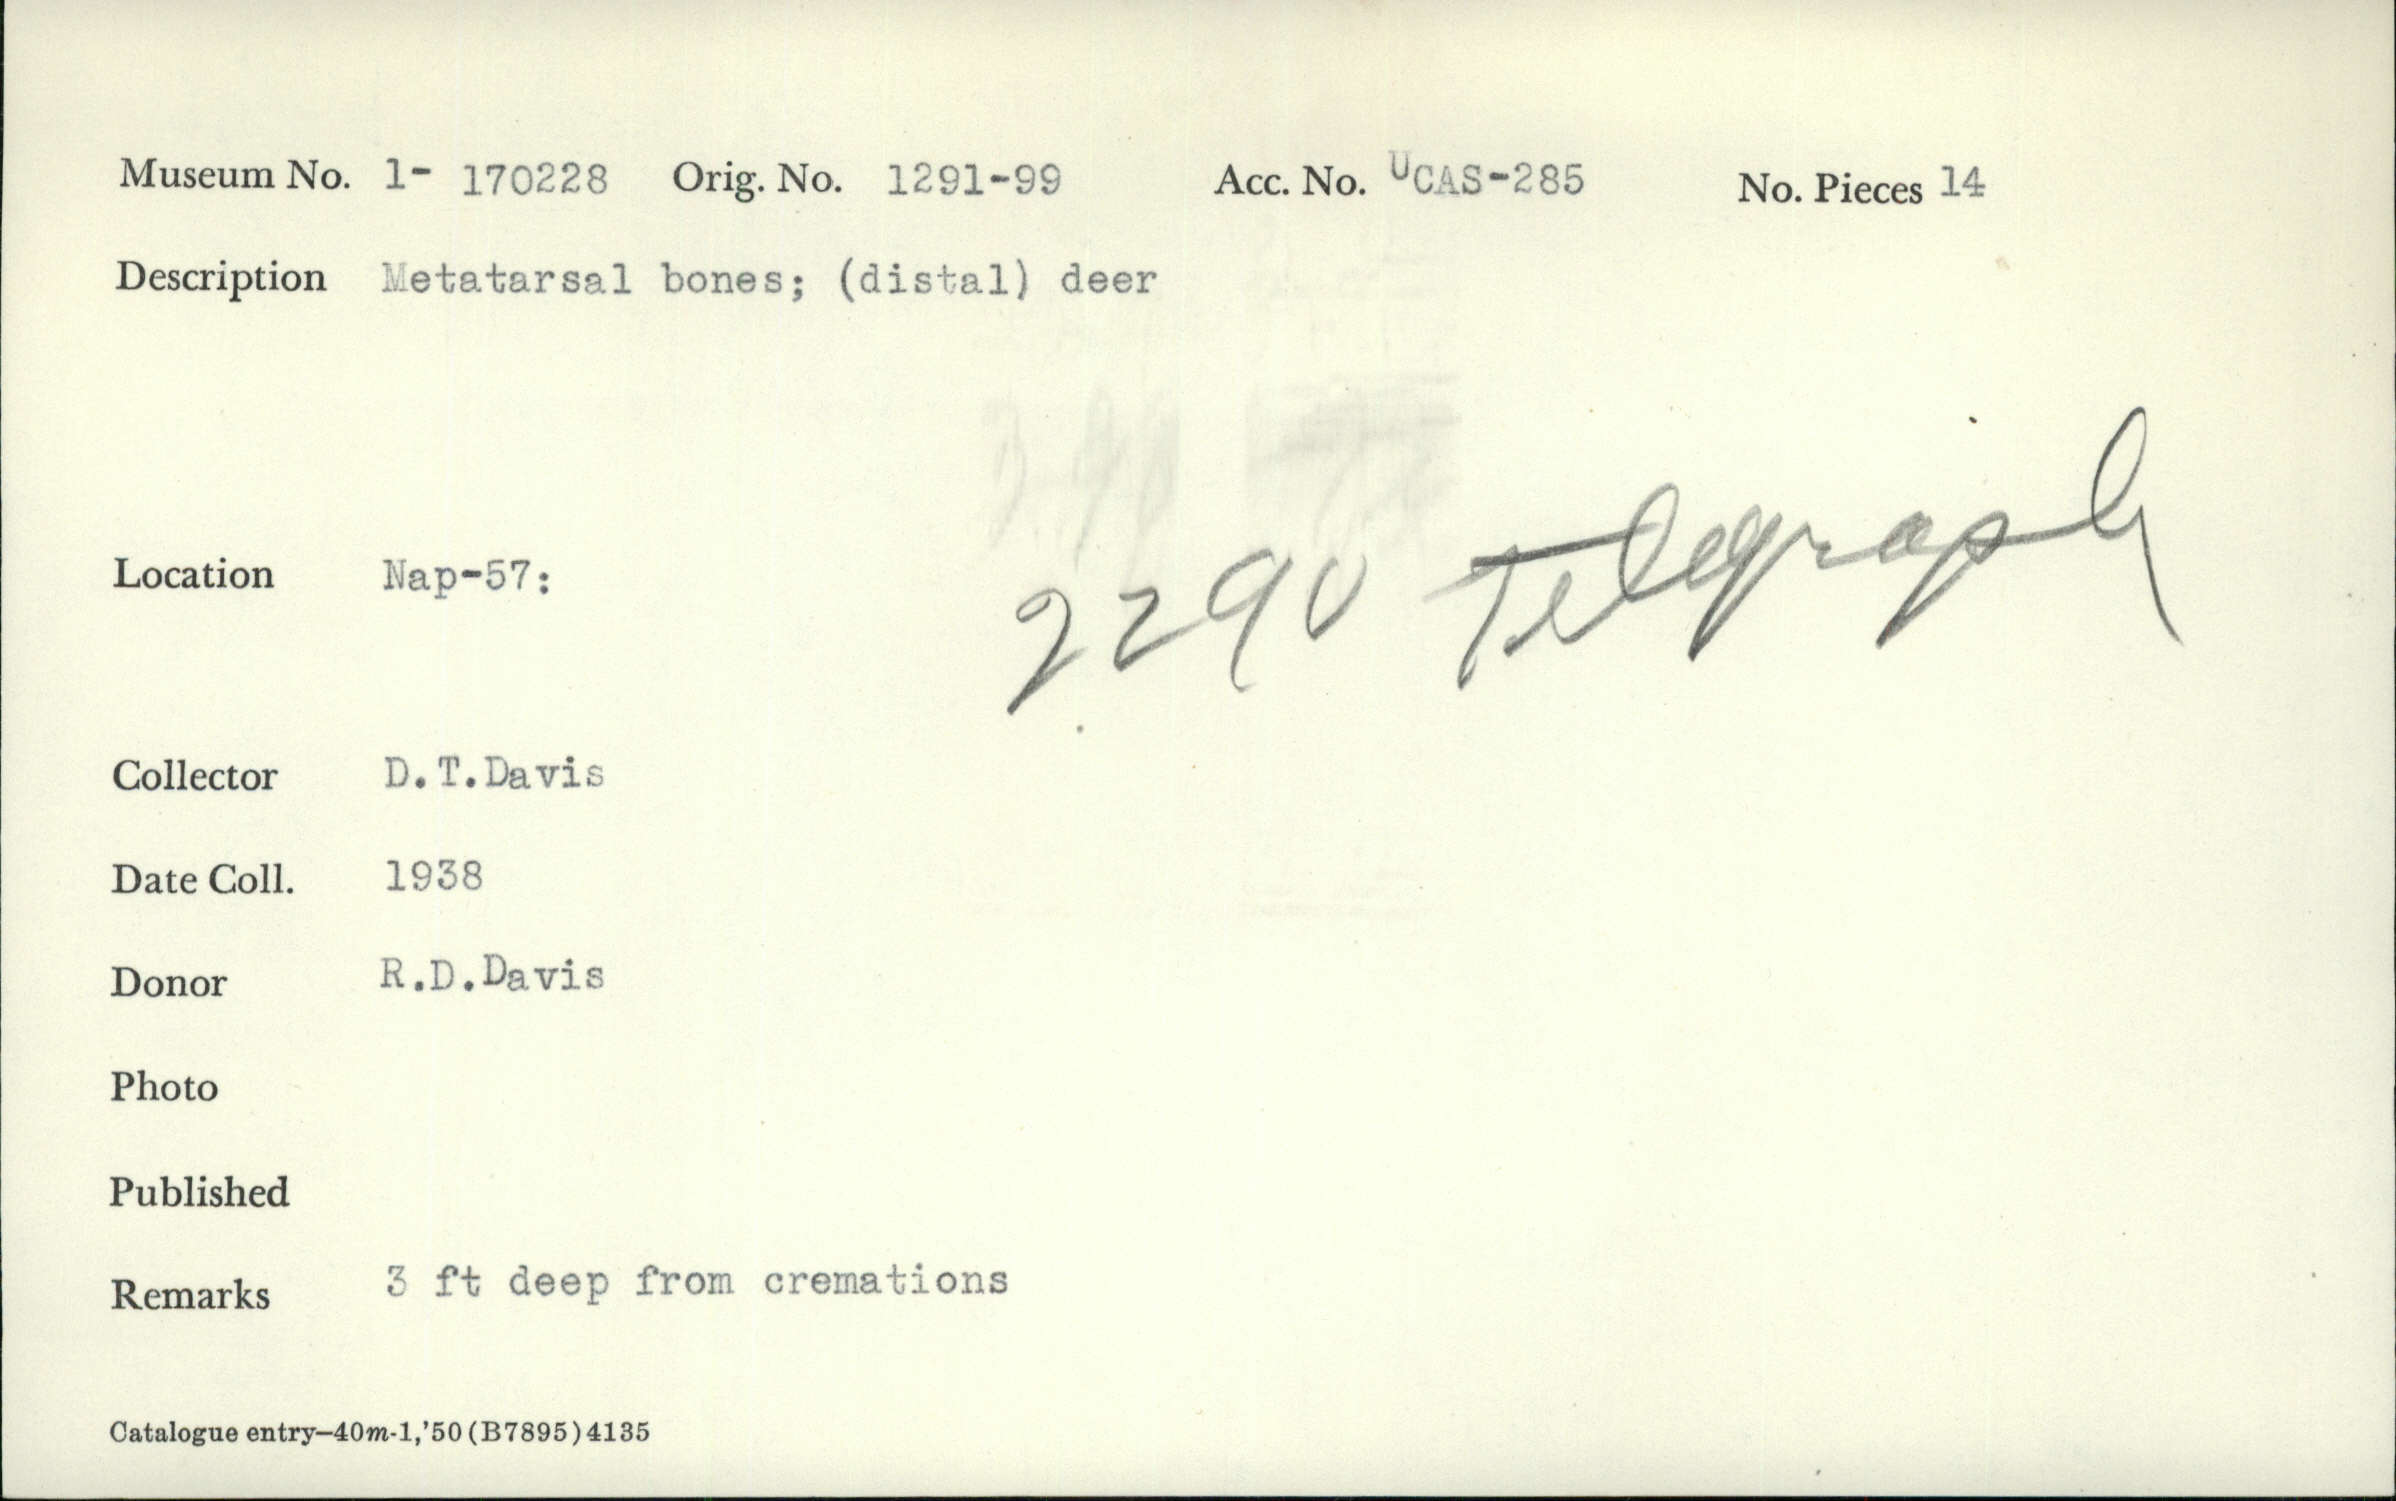 Museum No. 1- 170228 Orig. No. 1291-99 Acc. No. UCAS-285 No. Pieces 14
Description Metatarsal bones; (distal) deer
2290 Telegraph
Location Nap-57:
Collector D.T.Davis
Date Coll. 1938
Donor R.D.Davis
Photo
Published
Remarks 3 ft deep from cremations
Catalogue entry—40m-1,'50(B7895)4135